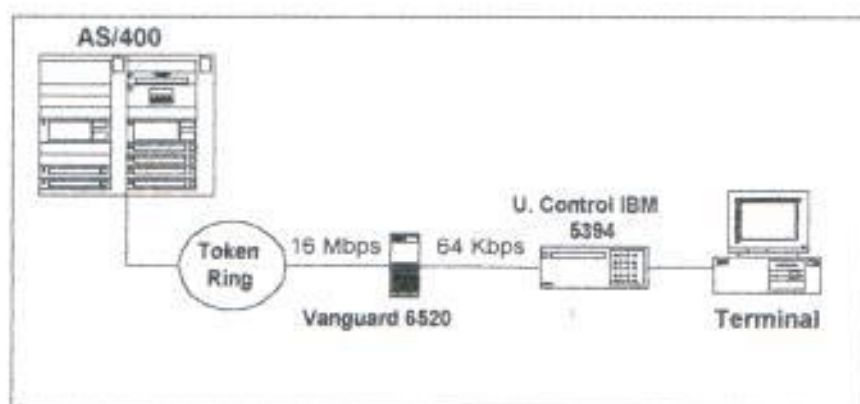 AS/400
U. Control IBM
5394
Token
Ring
16 Mbps
64 Kbps
Vanguard 6520
Terminal